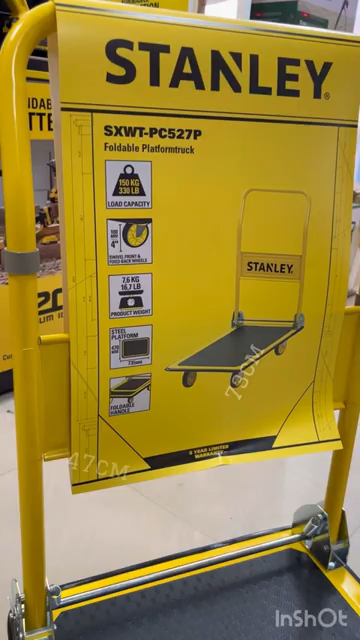 STANLEY®
SXWT-PC527P
Foldable Platformtruck
150 KG
330 LB
LOAD CAPACITY
4"
SWIVEL FRONT &
FIXED BACK WHEELS
7,6 KG
16,7 LB
PRODUCT WEIGHT
STEEL
PLATFORM
FOLDABLE
HANDLE
STANLEY
73CM
47CM
5 YEAR LIMITED
WARRANTY
InShOt